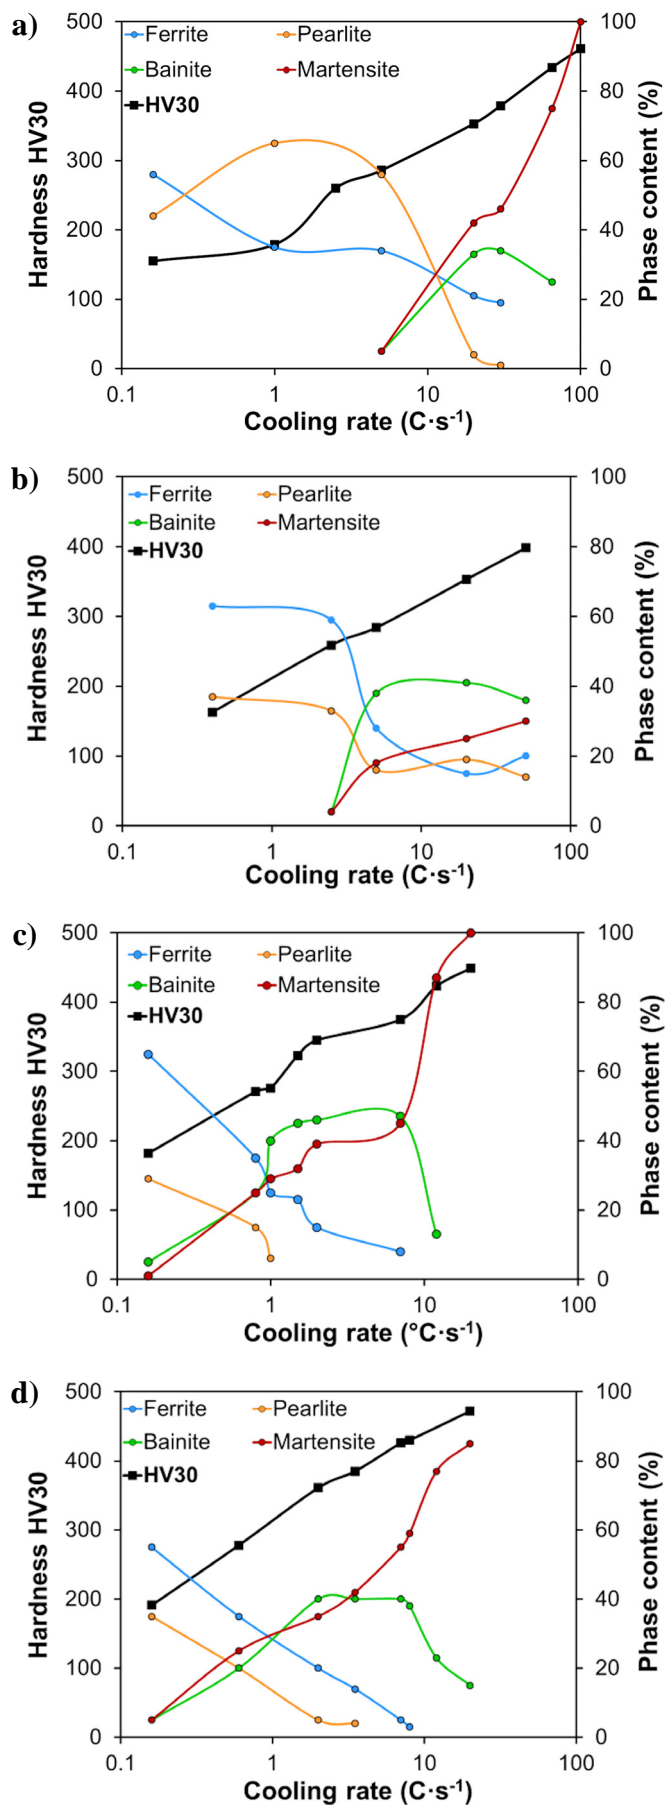 a)
500
400
300
200
100
0
Hardness HV30
Ferrite
Pearlite
Bainite
Martensite
HV30
100
80
60
40
20
0
Phase content (%)
0.1
1
10
100
Cooling rate (C·s-1)
b)
500
400
300
200
100
0
Hardness HV30
Ferrite
Pearlite
Bainite
Martensite
HV30
100
80
60
40
20
0
Phase content (%)
0.1
1
10
100
Cooling rate (C·s-1)
c)
500
400
300
200
100
0
Hardness HV30
Ferrite
Pearlite
Bainite
Martensite
HV30
100
80
60
40
20
0
Phase content (%)
0.1
1
10
100
Cooling rate (°C·s-1)
d)
500
400
300
200
100
0
Hardness HV30
Ferrite
Pearlite
Bainite
Martensite
HV30
100
80
60
40
20
0
Phase content (%)
0.1
1
10
100
Cooling rate (C·s-1)